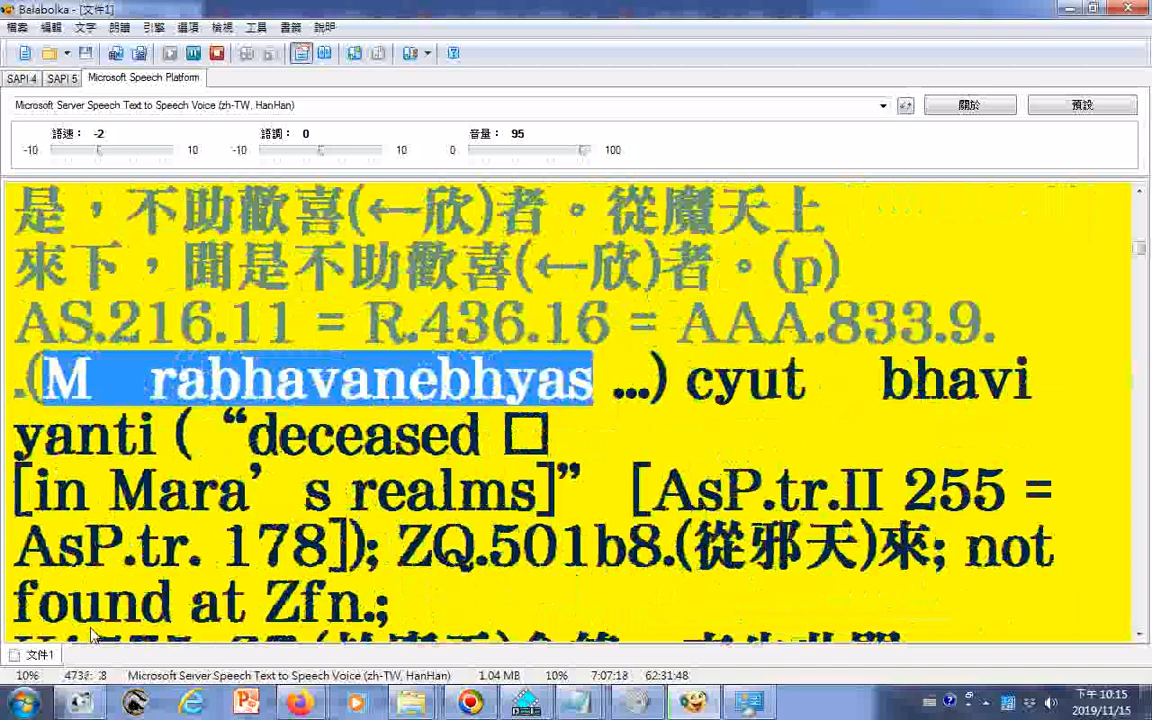 Balabolka - [文件1]
檔案 編輯 文字 朗讀 引擎 選項 檢視 工具 書籤 說明
SAPI 4 SAPI 5 Microsoft Speech Platform
Microsoft Server Speech Text to Speech Voice (zh-TW, HanHan) 關於 預設
語速: -2 語調: 0 音量: 95
-10 10 -10 10 0 100
是，不助歡喜(←欣)者。從魔天上
來下，聞是不助歡喜(←欣)者。(p)
AS.216.11 = R.436.16 = AAA.833.9.
.(M rabhavanebhyas ...) cyut bhavi
yanti (“deceased □
[in Mara’s realms]” [AsP.tr.II 255 =
AsP.tr. 178]); ZQ.501b8.(從邪天)來; not
found at Zfn.;
文件1
10% Microsoft Server Speech Text to Speech Voice (zh-TW, HanHan) 1.04 MB 10% 7:07:18 62:31:48
下午 10:15
2019/11/15